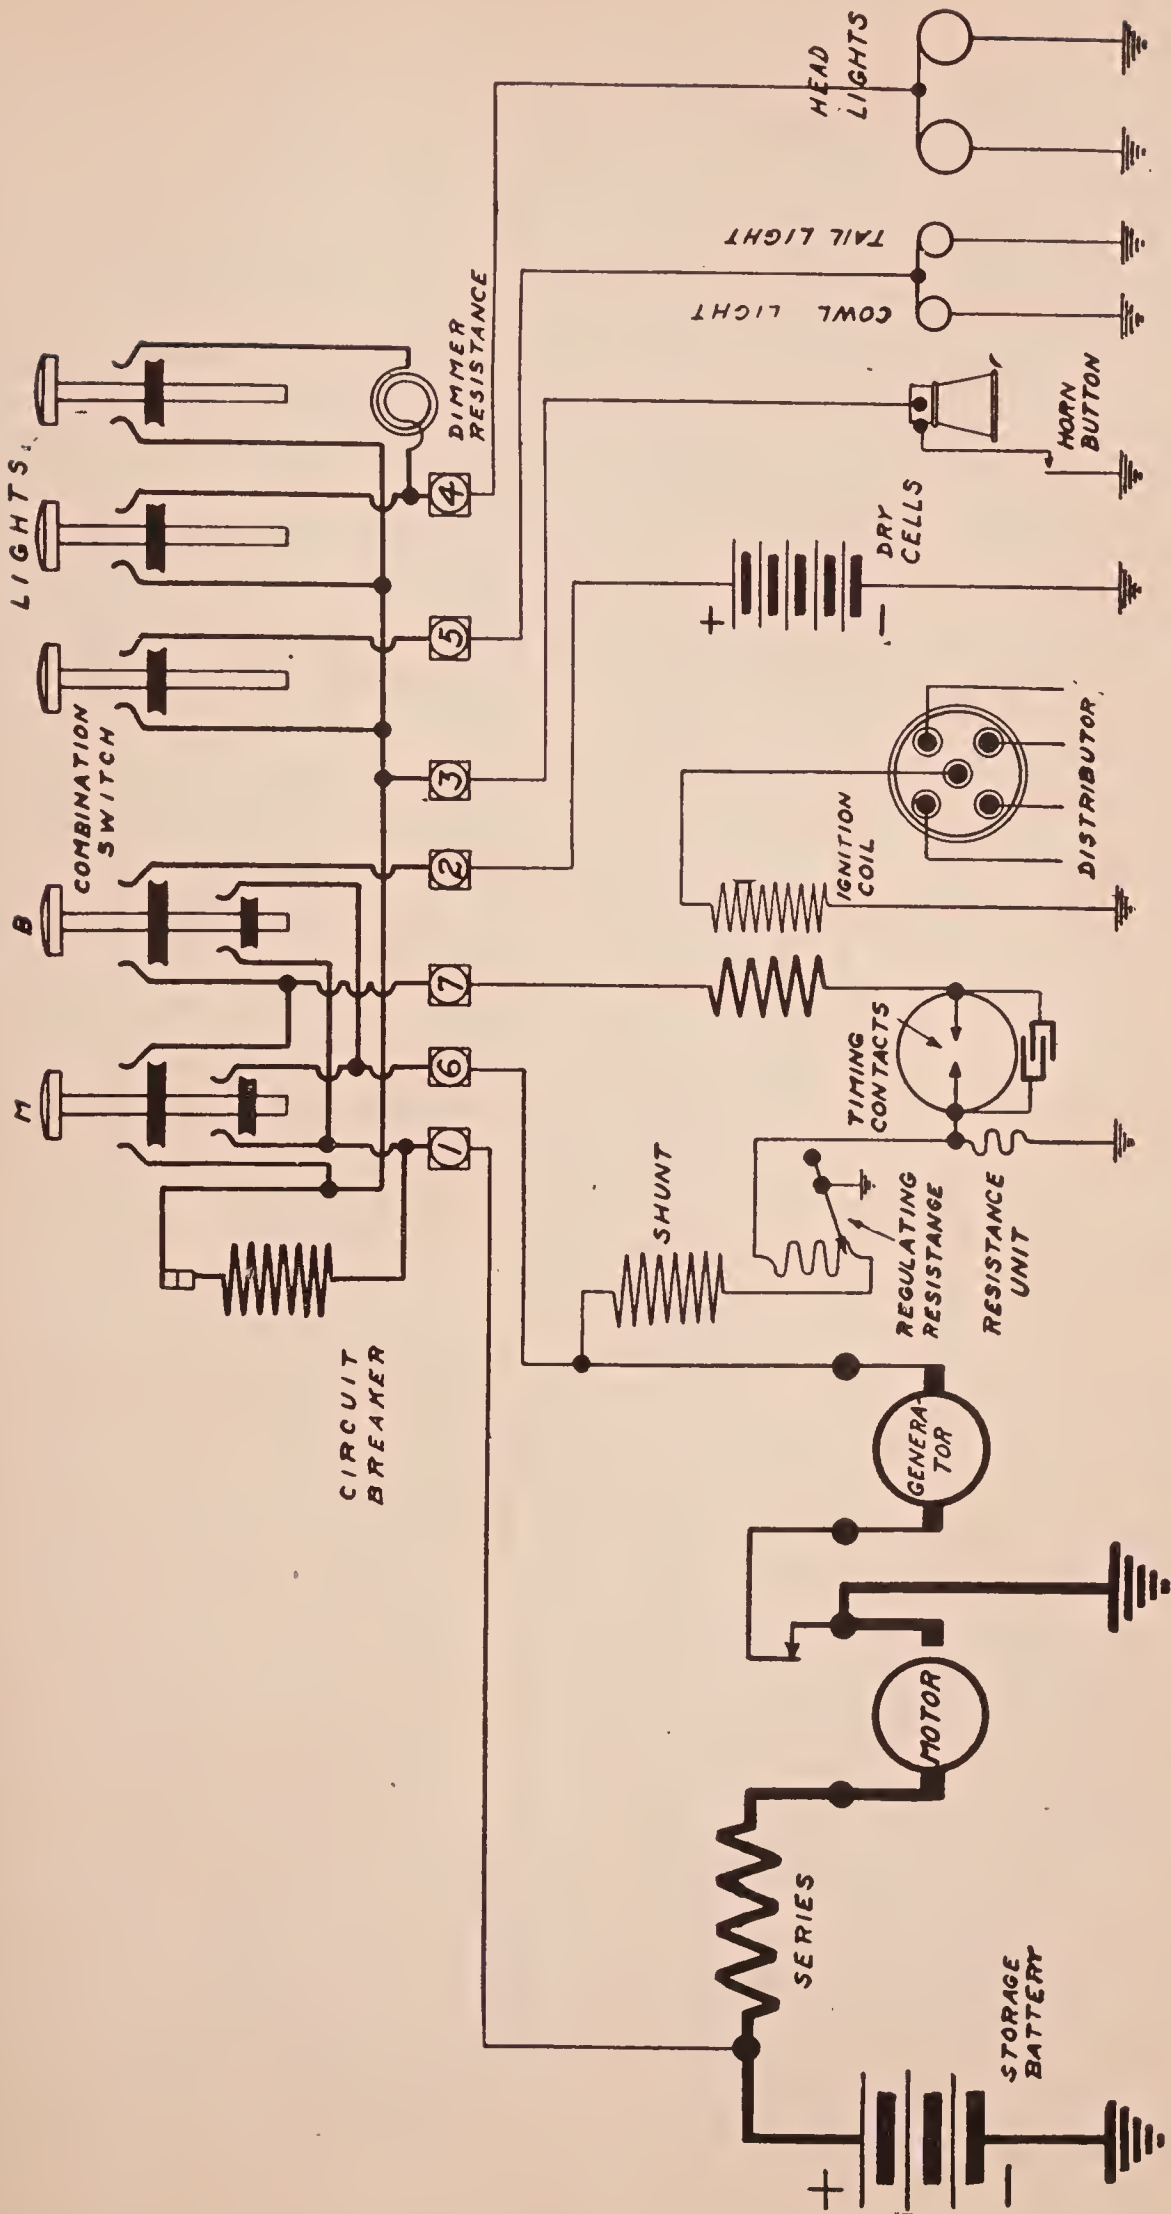 LIGHTS
COMBINATION
SWITCH
M
B
CIRCUIT
BREAKER
DIMMER
RESISTANCE
1
6
7
2
3
5
4
HEAD
LIGHTS
TAIL LIGHT
COWL LIGHT
HORN
BUTTON
DRY
CELLS
+
-
DISTRIBUTOR
IGNITION
COIL
TIMING
CONTACTS
SHUNT
REGULATING
RESISTANCE
RESISTANCE
UNIT
GENERA-
TOR
MOTOR
SERIES
STORAGE
BATTERY
+
-